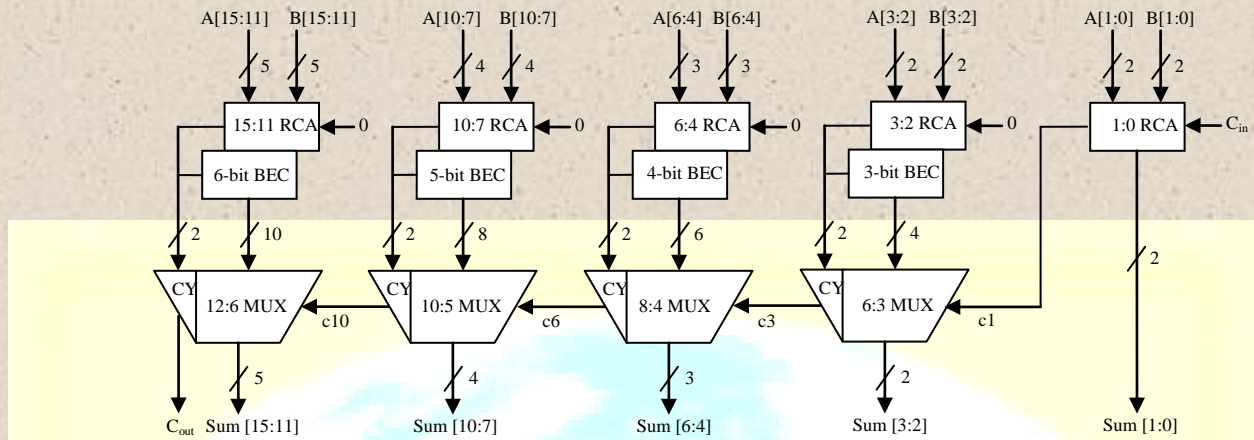 A[15:11] B[15:11] A[10:7] B[10:7] A[6:4] B[6:4] A[3:2] B[3:2] A[1:0] B[1:0]
5 5 4 4 3 3 2 2 2 2
15:11 RCA 0 10:7 RCA 0 6:4 RCA 0 3:2 RCA 0 1:0 RCA Cin
6-bit BEC 5-bit BEC 4-bit BEC 3-bit BEC
2 10 2 8 2 6 2 4 2
CY 12:6 MUX CY 10:5 MUX CY 8:4 MUX CY 6:3 MUX
c10 c6 c3 c1
5 4 3 2
Cout Sum [15:11] Sum [10:7] Sum [6:4] Sum [3:2] Sum [1:0]